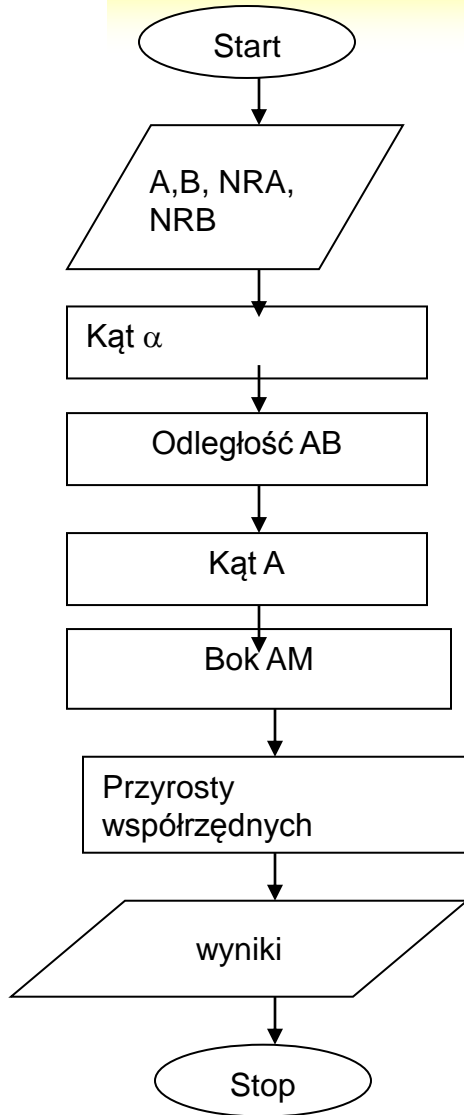 Start
A,B, NRA,
NRB
Kąt α
Odległość AB
Kąt A
Bok AM
Przyrosty
współrzędnych
wyniki
Stop